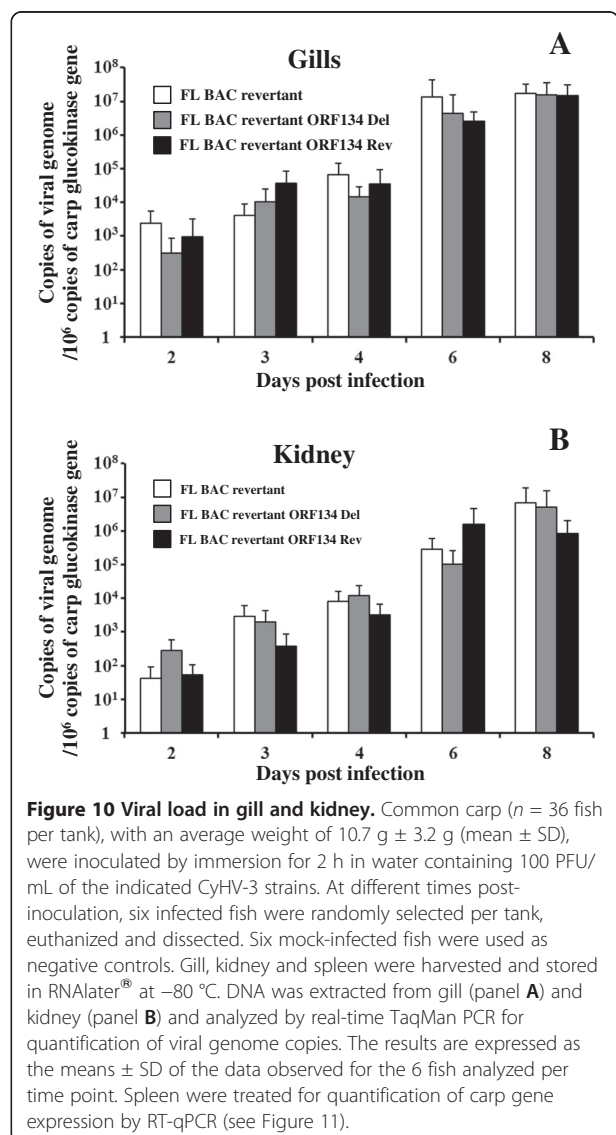 Gills
A
FL BAC revertant
FL BAC revertant ORF134 Del
FL BAC revertant ORF134 Rev
Copies of viral genome
/10⁶ copies of carp glucokinase gene
10⁸
10⁷
10⁶
10⁵
10⁴
10³
10²
10¹
1
2 3 4 6 8
Days post infection
Kidney
B
FL BAC revertant
FL BAC revertant ORF134 Del
FL BAC revertant ORF134 Rev
Copies of viral genome
/10⁶ copies of carp glucokinase gene
10⁸
10⁷
10⁶
10⁵
10⁴
10³
10²
10¹
1
2 3 4 6 8
Days post infection
Figure 10 Viral load in gill and kidney. Common carp (n = 36 fish
per tank), with an average weight of 10.7 g ± 3.2 g (mean ± SD),
were inoculated by immersion for 2 h in water containing 100 PFU/
mL of the indicated CyHV-3 strains. At different times post-
inoculation, six infected fish were randomly selected per tank,
euthanized and dissected. Six mock-infected fish were used as
negative controls. Gill, kidney and spleen were harvested and stored
in RNAlater® at −80 °C. DNA was extracted from gill (panel A) and
kidney (panel B) and analyzed by real-time TaqMan PCR for
quantification of viral genome copies. The results are expressed as
the means ± SD of the data observed for the 6 fish analyzed per
time point. Spleen were treated for quantification of carp gene
expression by RT-qPCR (see Figure 11).